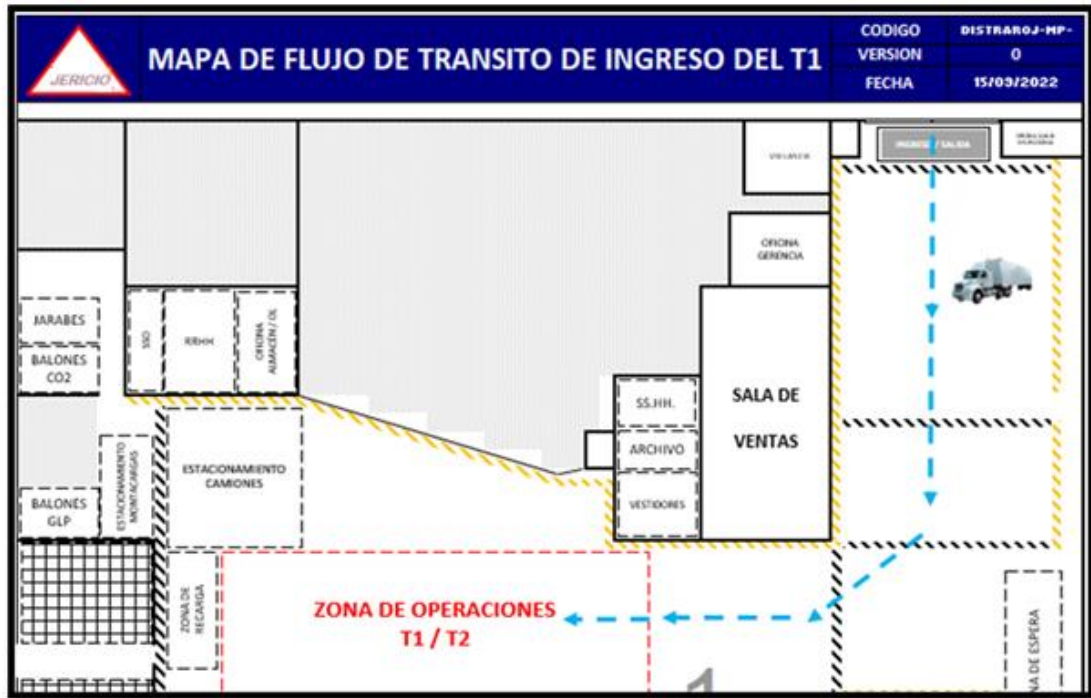 JERICIO
MAPA DE FLUJO DE TRANSITO DE INGRESO DEL T1
CODIGO
DISTRAROJ-MP-
VERSION
0
FECHA
15/09/2022
VIGILANCIA
INGRESO / SALIDA
OFICINA
GERENCIA
JARABES
BALONES
CO2
SSO
RRHH
OFICINA
ALMACÉN / OL
SS.HH.
ARCHIVO
VESTIDORES
SALA DE
VENTAS
ESTACIONAMIENTO
MONTACARGAS
ESTACIONAMIENTO
CAMIONES
BALONES
GLP
ZONA DE
RECARGA
ZONA DE OPERACIONES
T1 / T2
1
NA DE ESPERA